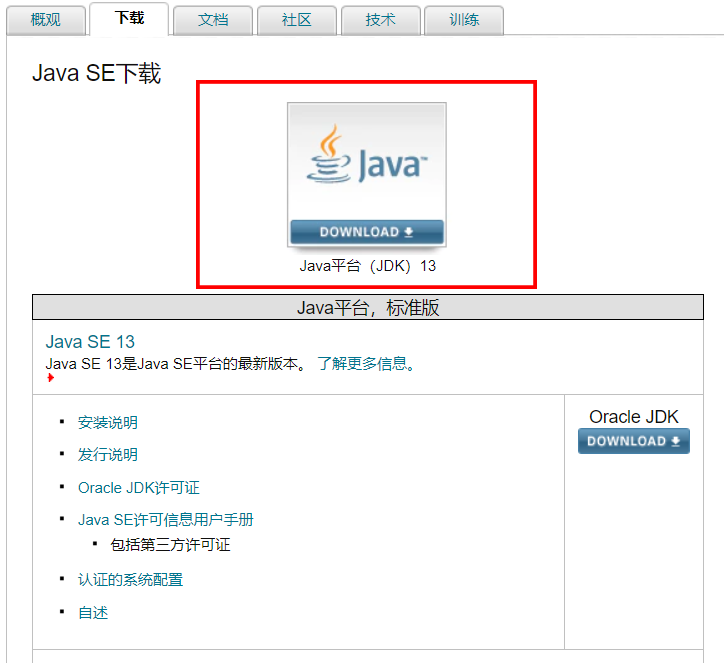 概观 下载 文档 社区 技术 训练
Java SE下载
Java™
DOWNLOAD
Java平台（JDK）13
Java平台，标准版
Java SE 13
Java SE 13是Java SE平台的最新版本。 了解更多信息。
安装说明
发行说明
Oracle JDK许可证
Java SE许可信息用户手册
包括第三方许可证
认证的系统配置
自述
Oracle JDK
DOWNLOAD